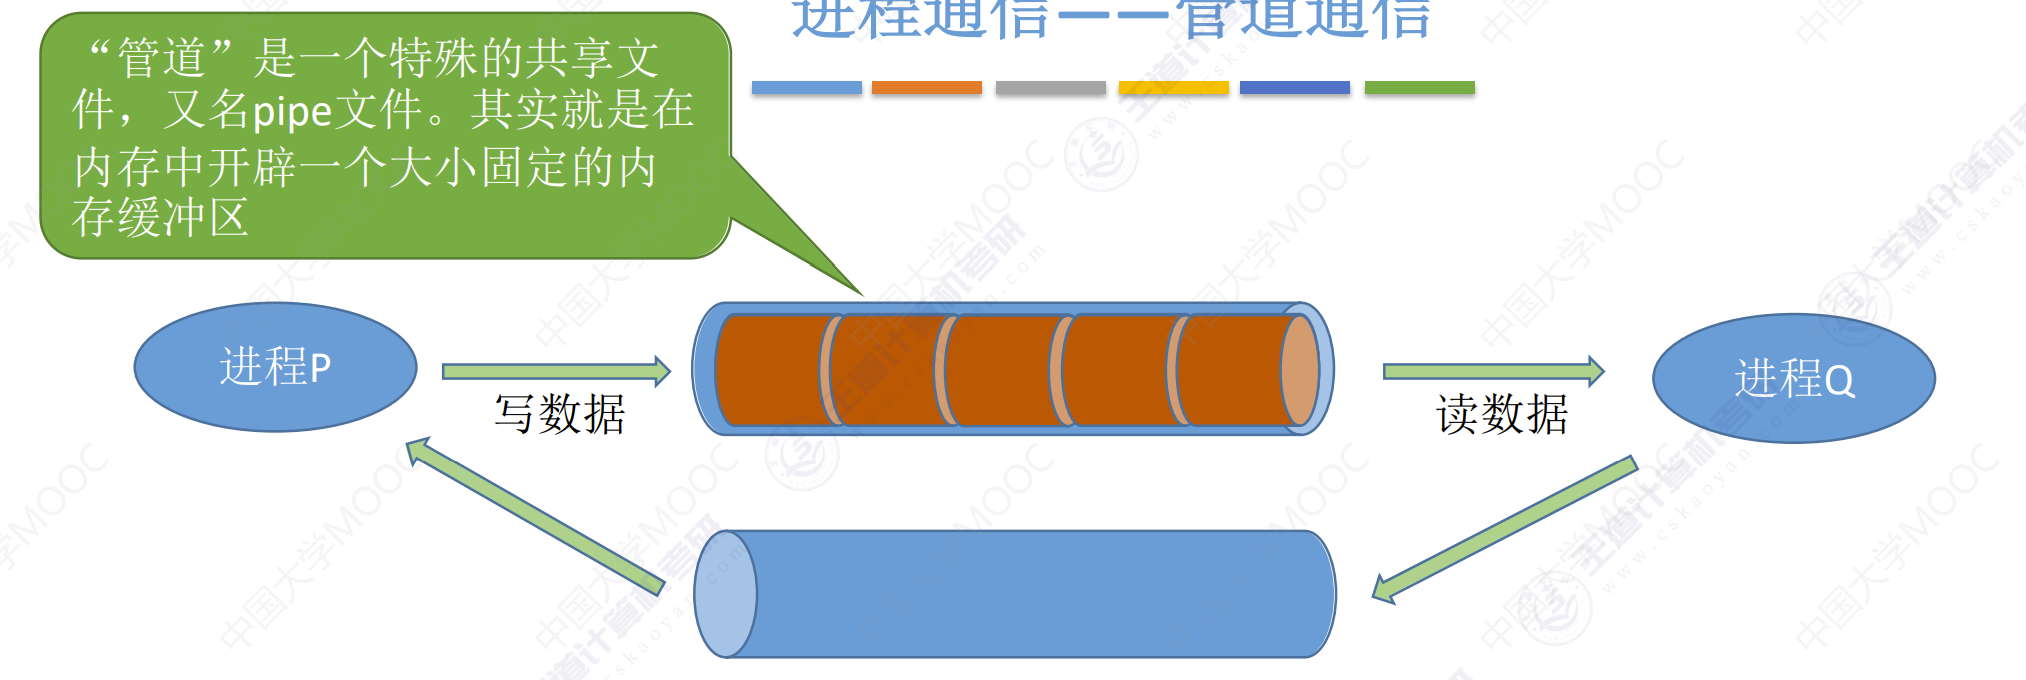 进程通信——管道通信
“管道”是一个特殊的共享文
件，又名pipe文件。其实就是在
内存中开辟一个大小固定的内
存缓冲区
进程P
写数据
读数据
进程Q
中国大学MOOC
王道计算机考研
www.cskaoyan.com